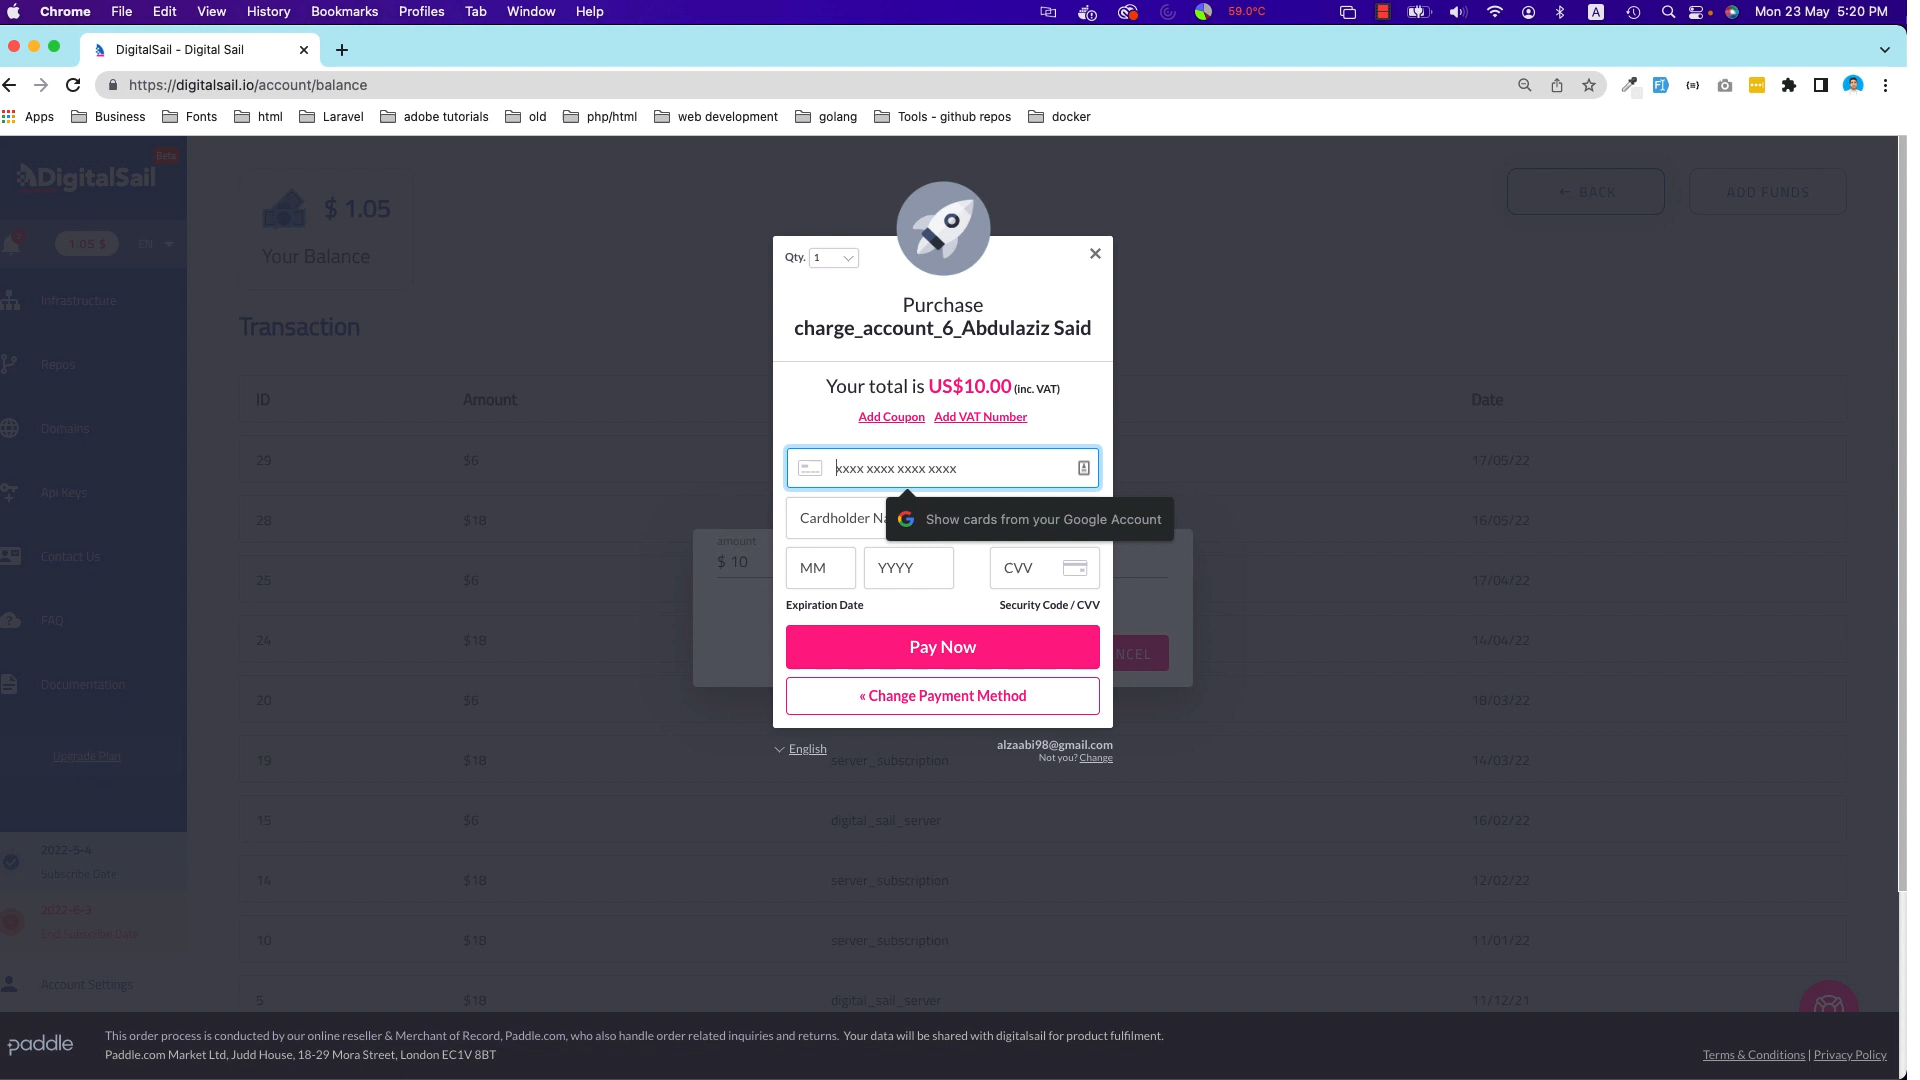 Chrome File Edit View History Bookmarks Profiles Tab Window Help 59.0°C A Mon 23 May 5:20 PM
DigitalSail - Digital Sail
https://digitalsail.io/account/balance
Apps Business Fonts html Laravel adobe tutorials old php/html web development golang Tools - github repos docker
Beta
DigitalSail
$ 1.05
Your Balance
← BACK
ADD FUNDS
1.05 $ EN
Infrastructure
Repos
Domains
Api Keys
Contact Us
FAQ
Documentation
Upgrade Plan
2022-5-4
Subscribe Date
2022-6-3
End Subscribe Date
Account Settings
Transaction
ID Amount Date
29 $6 17/05/22
28 $18 16/05/22
25 $6 17/04/22
24 $18 14/04/22
20 $6 18/03/22
19 $18 server_subscription 14/03/22
15 $6 digital_sail_server 16/02/22
14 $18 server_subscription 12/02/22
10 $18 server_subscription 11/01/22
5 $18 digital_sail_server 11/12/21
amount
$ 10
NCEL
Qty. 1
Purchase
charge_account_6_Abdulaziz Said
Your total is US$10.00 (inc. VAT)
Add Coupon Add VAT Number
xxxx xxxx xxxx xxxx
Cardholder Na
Show cards from your Google Account
MM YYYY CVV
Expiration Date Security Code / CVV
Pay Now
« Change Payment Method
English
alzaabi98@gmail.com
Not you? Change
paddle
This order process is conducted by our online reseller & Merchant of Record, Paddle.com, who also handle order related inquiries and returns. Your data will be shared with digitalsail for product fulfilment.
Paddle.com Market Ltd, Judd House, 18-29 Mora Street, London EC1V 8BT
Terms & Conditions | Privacy Policy